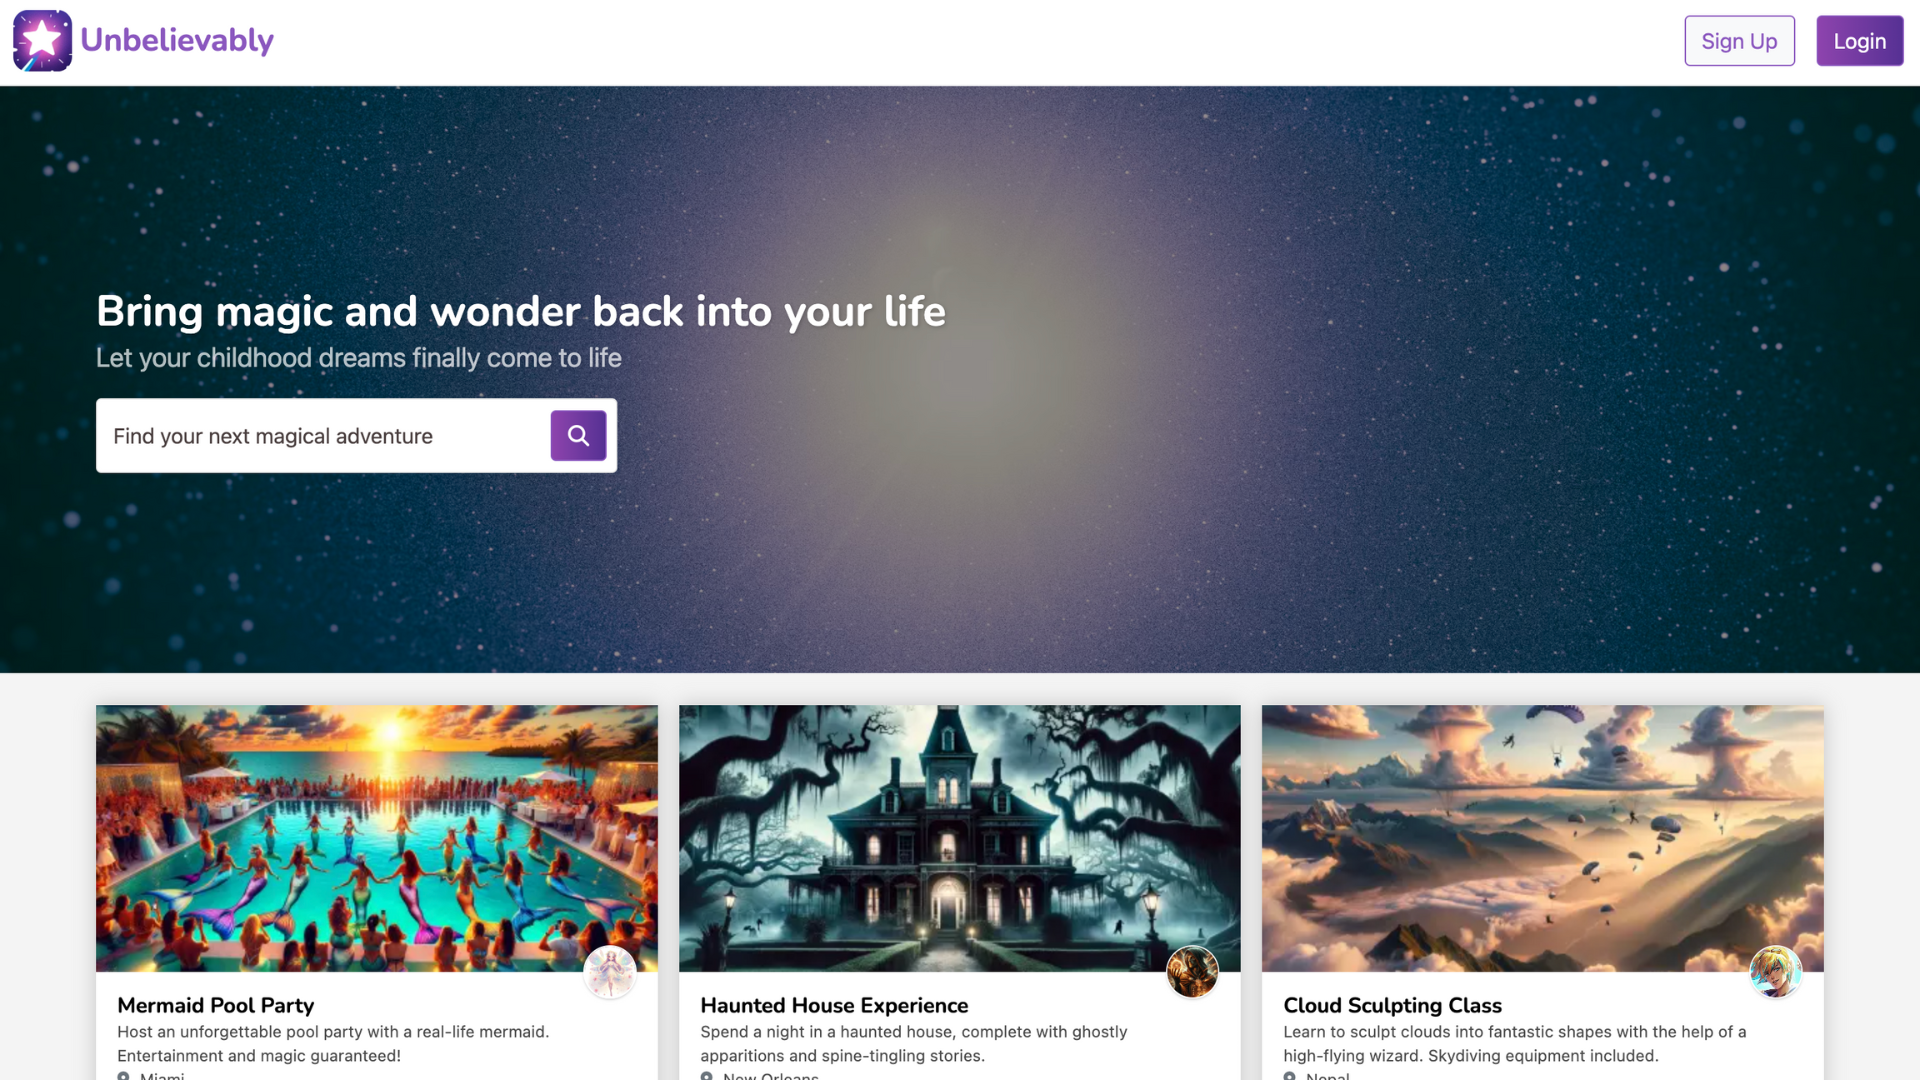 Unbelievably
Sign Up
Login
Bring magic and wonder back into your life
Let your childhood dreams finally come to life
Find your next magical adventure
Mermaid Pool Party
Host an unforgettable pool party with a real-life mermaid.
Entertainment and magic guaranteed!
Miami
Haunted House Experience
Spend a night in a haunted house, complete with ghostly
apparitions and spine-tingling stories.
New Orleans
Cloud Sculpting Class
Learn to sculpt clouds into fantastic shapes with the help of a
high-flying wizard. Skydiving equipment included.
Nepal